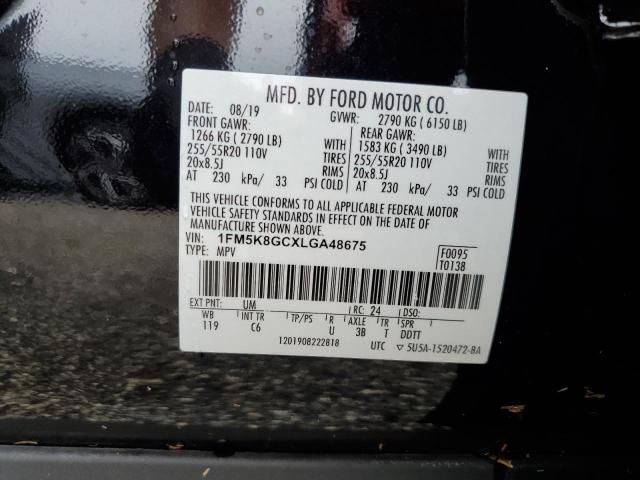 MFD. BY FORD MOTOR CO.
DATE: 08/19 GVWR: 2790 KG ( 6150 LB)
FRONT GAWR: REAR GAWR:
1266 KG ( 2790 LB) WITH 1583 KG ( 3490 LB) WITH
255/55R20 110V TIRES 255/55R20 110V TIRES
20x8.5J RIMS 20x8.5J RIMS
AT 230 kPa/ 33 PSI COLD AT 230 kPa/ 33 PSI COLD
THIS VEHICLE CONFORMS TO ALL APPLICABLE FEDERAL MOTOR
VEHICLE SAFETY STANDARDS IN EFFECT ON THE DATE OF
MANUFACTURE SHOWN ABOVE.
VIN: 1FM5K8GCXLGA48675 F0095
TYPE: MPV T0138
EXT PNT: UM RC: 24 DSO:
WB INT TR TP/PS R AXLE TR SPR
119 C6 U 3B T DDTT
1201908222818 UTC ▽ 5U5A-1520472-8A